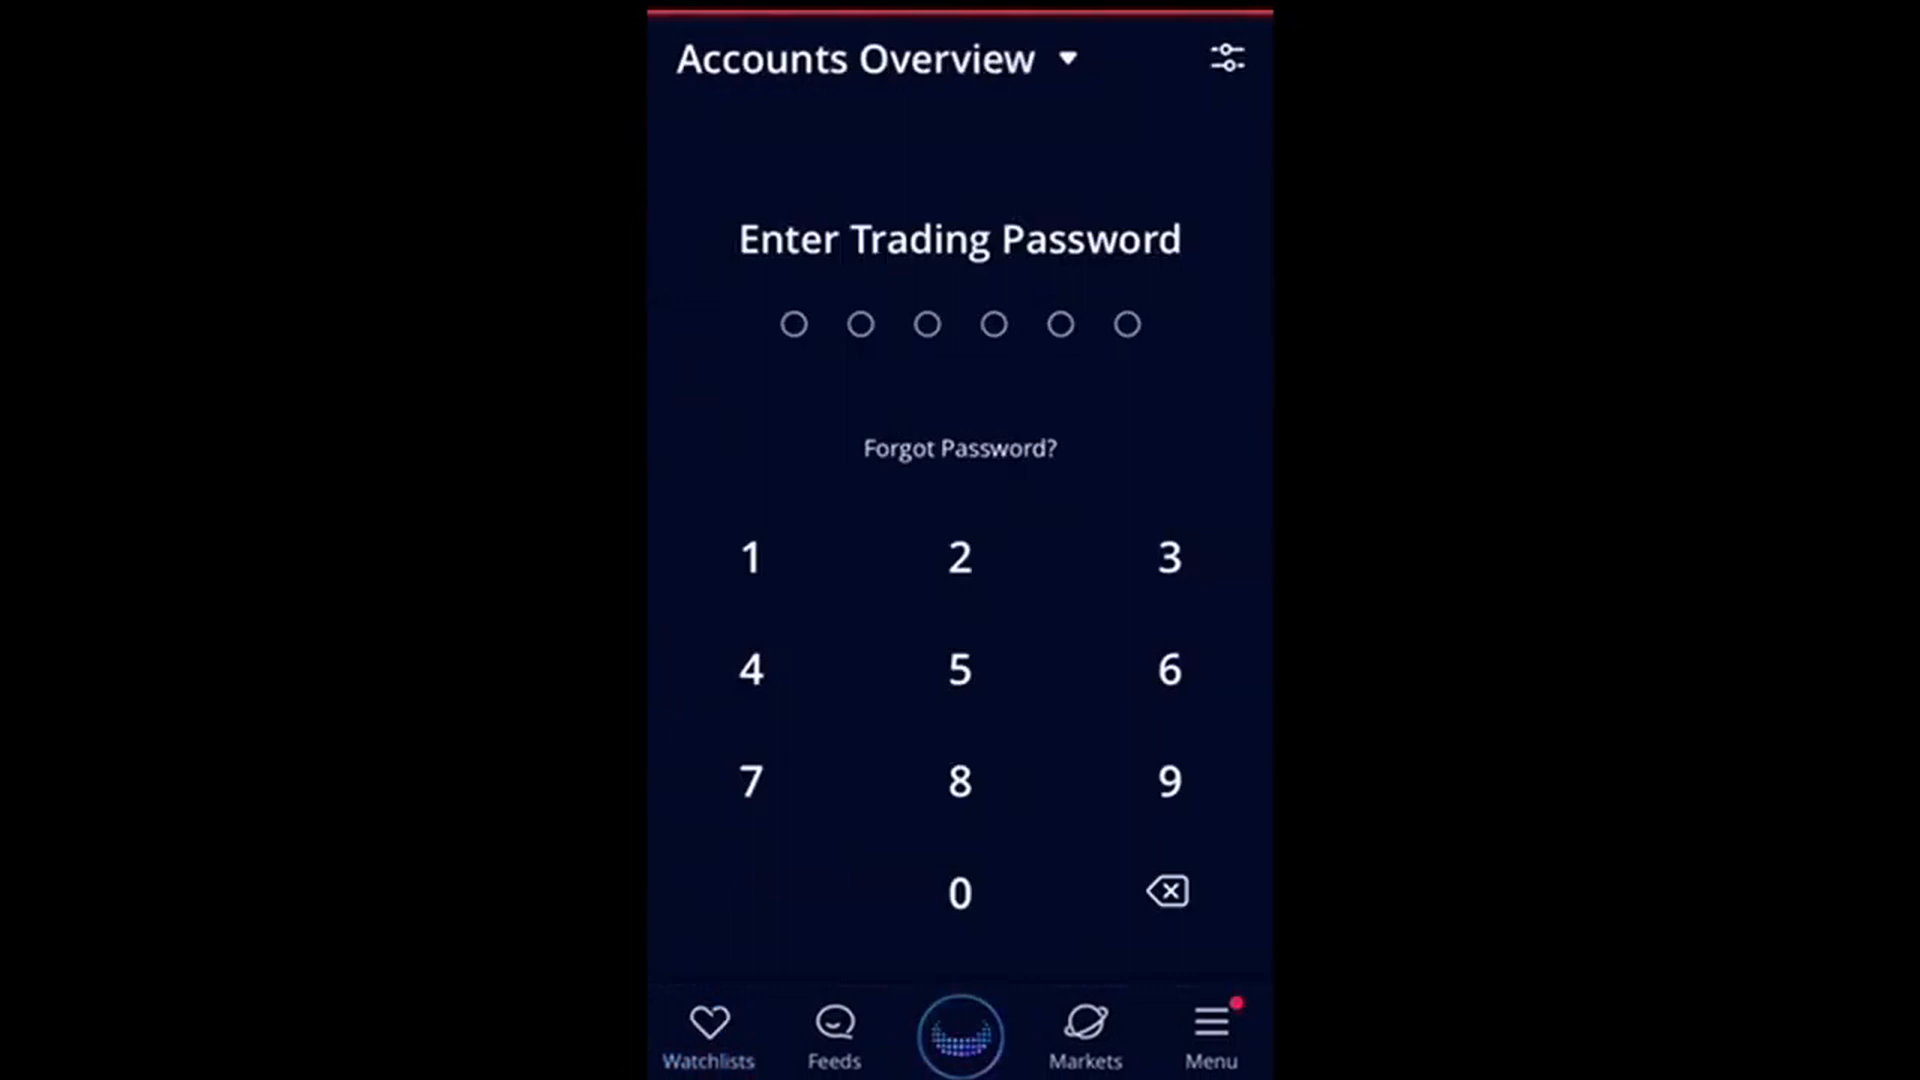 Accounts Overview
Enter Trading Password
Forgot Password?
1 2 3
4 5 6
7 8 9
0
Watchlists Feeds Markets Menu